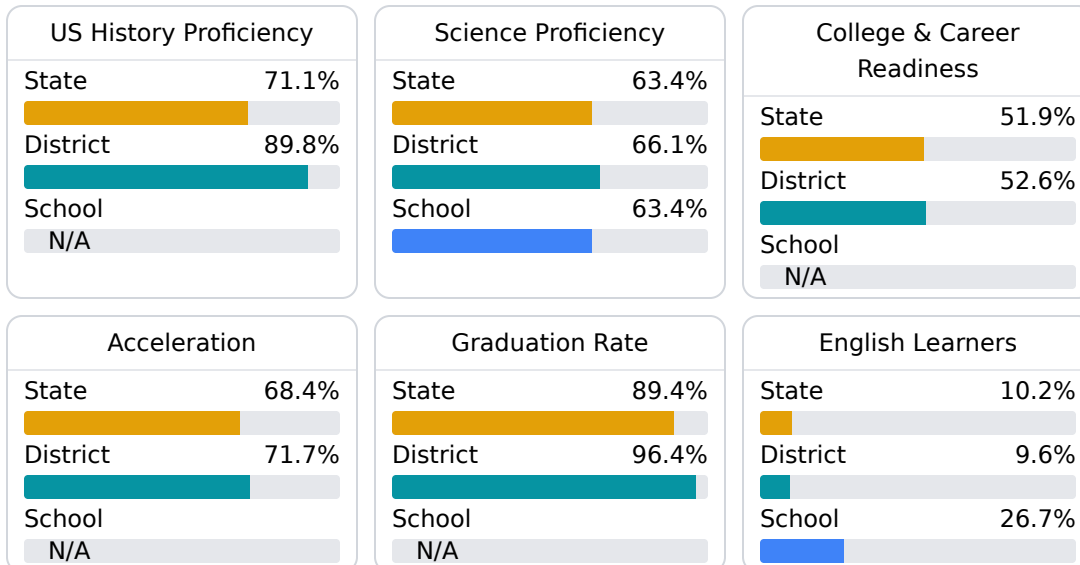 US History Proficiency
State 71.1%
District 89.8%
School
N/A
Science Proficiency
State 63.4%
District 66.1%
School 63.4%
College & Career
Readiness
State 51.9%
District 52.6%
School
N/A
Acceleration
State 68.4%
District 71.7%
School
N/A
Graduation Rate
State 89.4%
District 96.4%
School
N/A
English Learners
State 10.2%
District 9.6%
School 26.7%